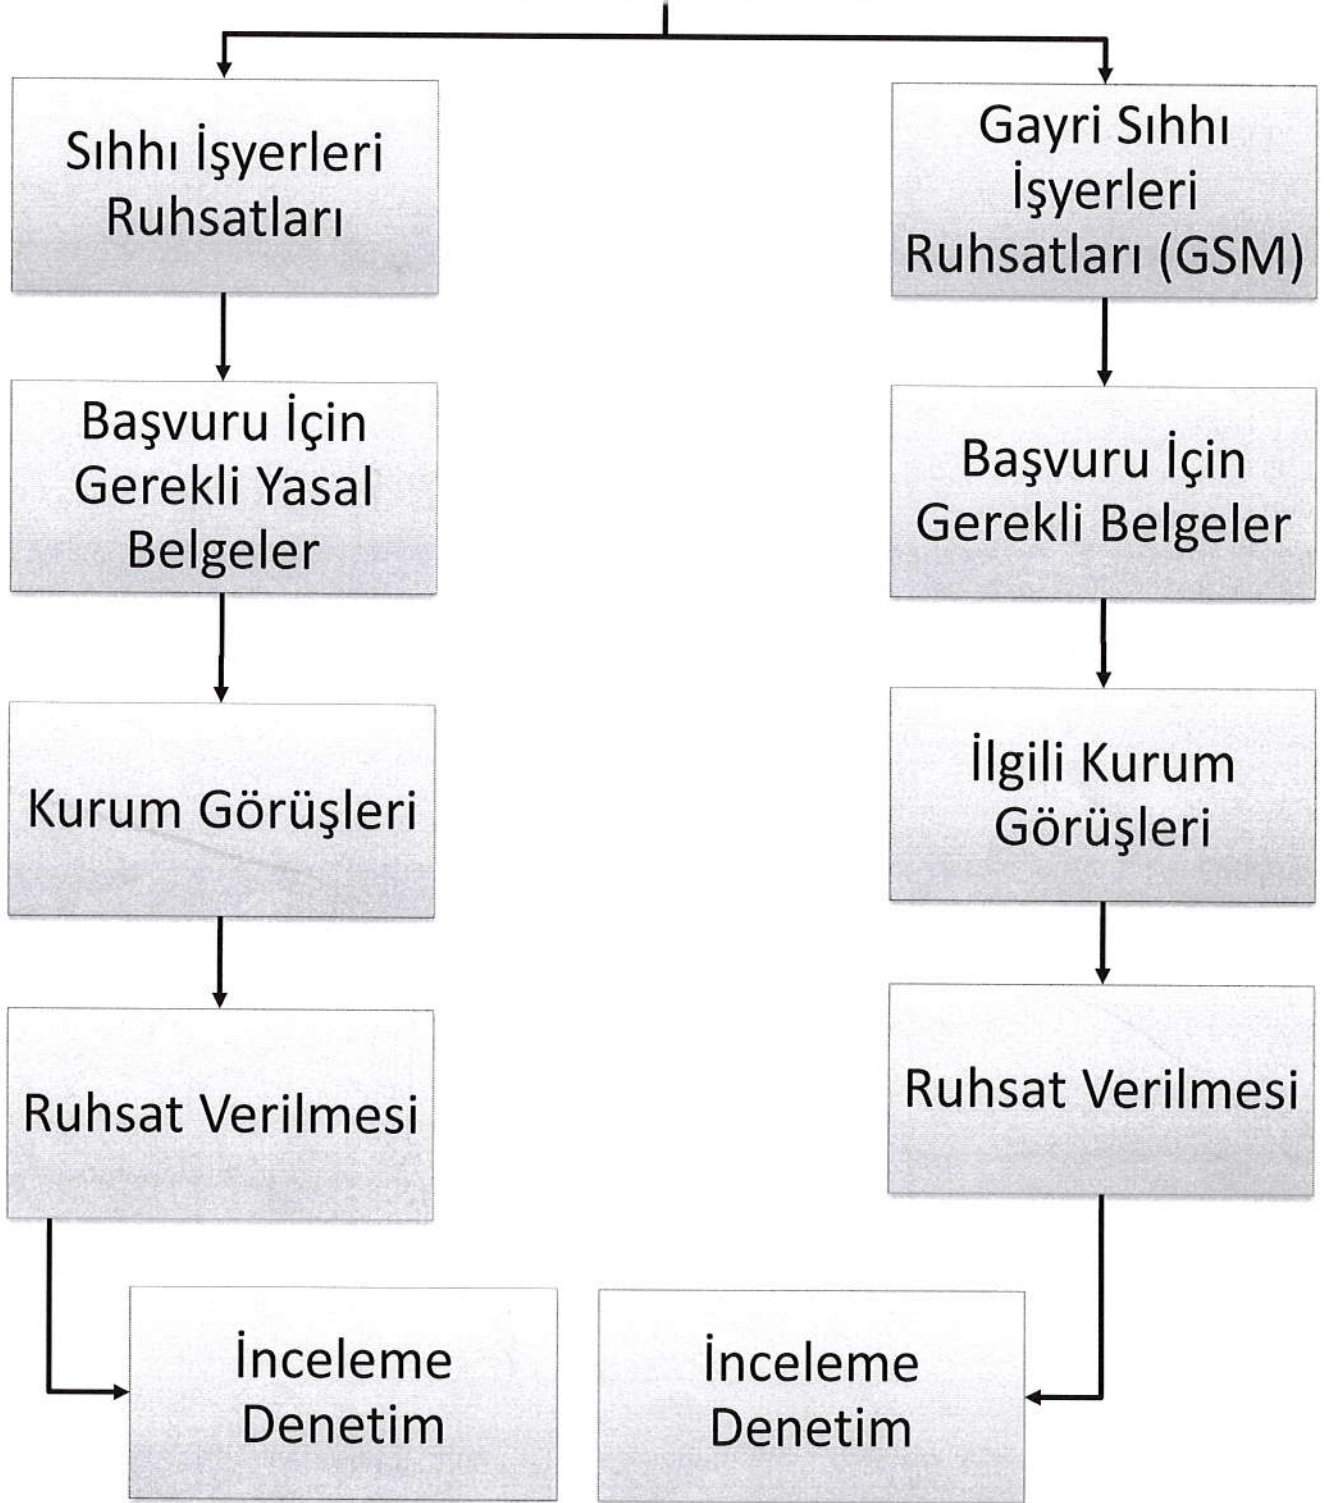 Sıhhı İşyerleri
Ruhsatları
Gayri Sıhhı
İşyerleri
Ruhsatları (GSM)
Başvuru İçin
Gerekli Yasal
Belgeler
Başvuru İçin
Gerekli Belgeler
Kurum Görüşleri
İlgili Kurum
Görüşleri
Ruhsat Verilmesi
Ruhsat Verilmesi
İnceleme
Denetim
İnceleme
Denetim